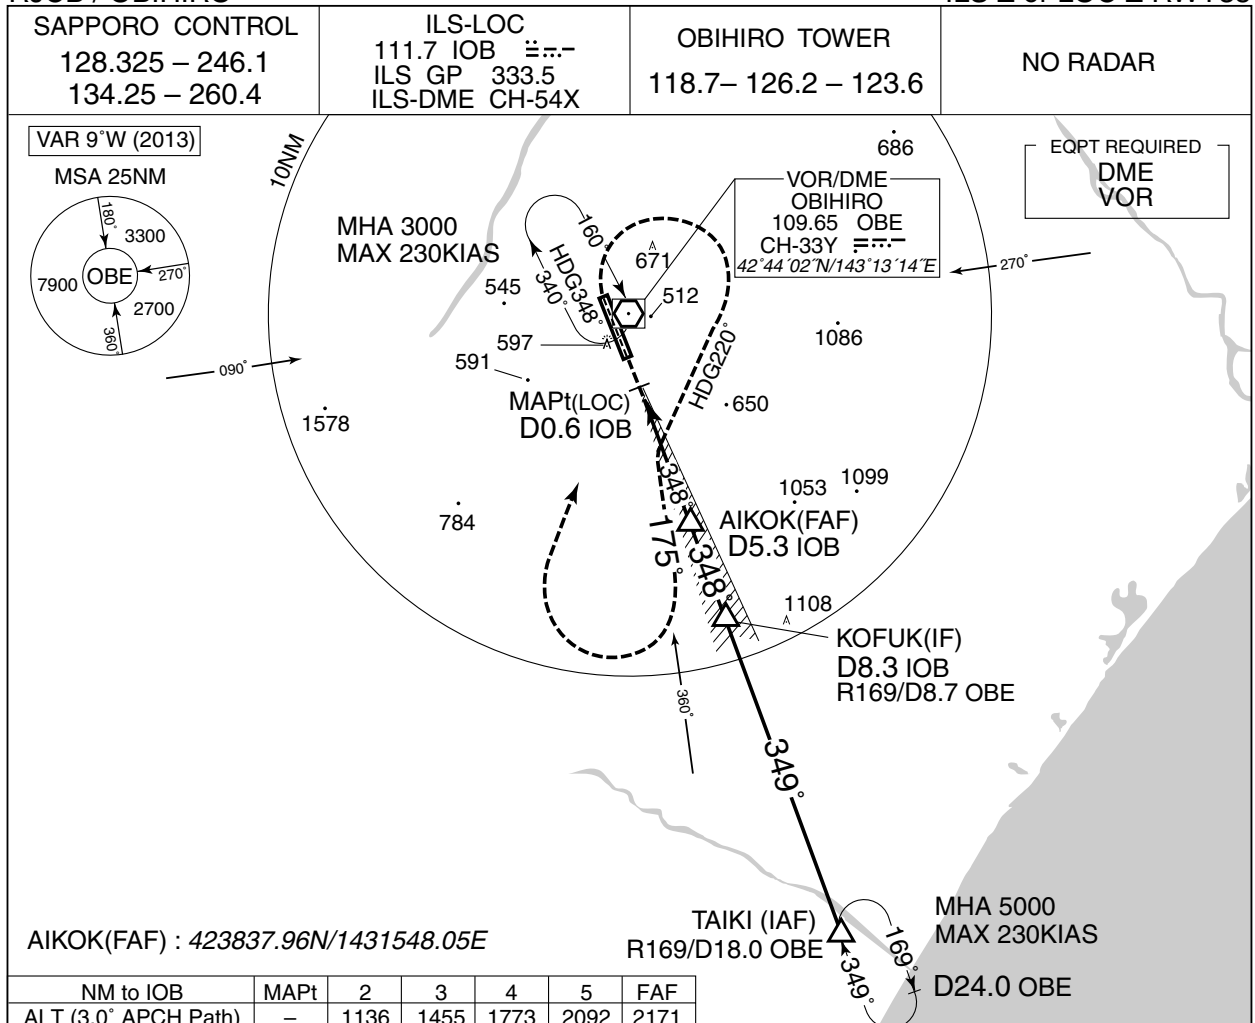 RJCB / OBIHIRO
ILS Z or LOC Z RWY35
SAPPORO CONTROL
128.325 – 246.1
134.25 – 260.4
ILS-LOC
111.7 IOB
ILS GP 333.5
ILS-DME CH-54X
OBIHIRO TOWER
118.7– 126.2 – 123.6
NO RADAR
VAR 9˚W (2013)
MSA 25NM
180˚
3300
OBE
270˚
7900
2700
360˚
10NM
MHA 3000
MAX 230KIAS
160˚
HDG348˚
340˚
671
686
VOR/DME
OBIHIRO
109.65 OBE
CH-33Y
42˚44´02˝N/143˚13´14˝E
EQPT REQUIRED
DME
VOR
270˚
545
512
597
1086
591
090˚
HDG220˚
MAPt(LOC)
D0.6 IOB
650
1578
348˚
1053
1099
784
AIKOK(FAF)
D5.3 IOB
175˚
348˚
1108
KOFUK(IF)
D8.3 IOB
R169/D8.7 OBE
360˚
349˚
TAIKI (IAF)
R169/D18.0 OBE
MHA 5000
MAX 230KIAS
169˚
349˚
D24.0 OBE
AIKOK(FAF) : 423837.96N/1431548.05E
NM to IOB MAPt 2 3 4 5 FAF
ALT (3.0˚ APCH Path) – 1136 1455 1773 2092 2171